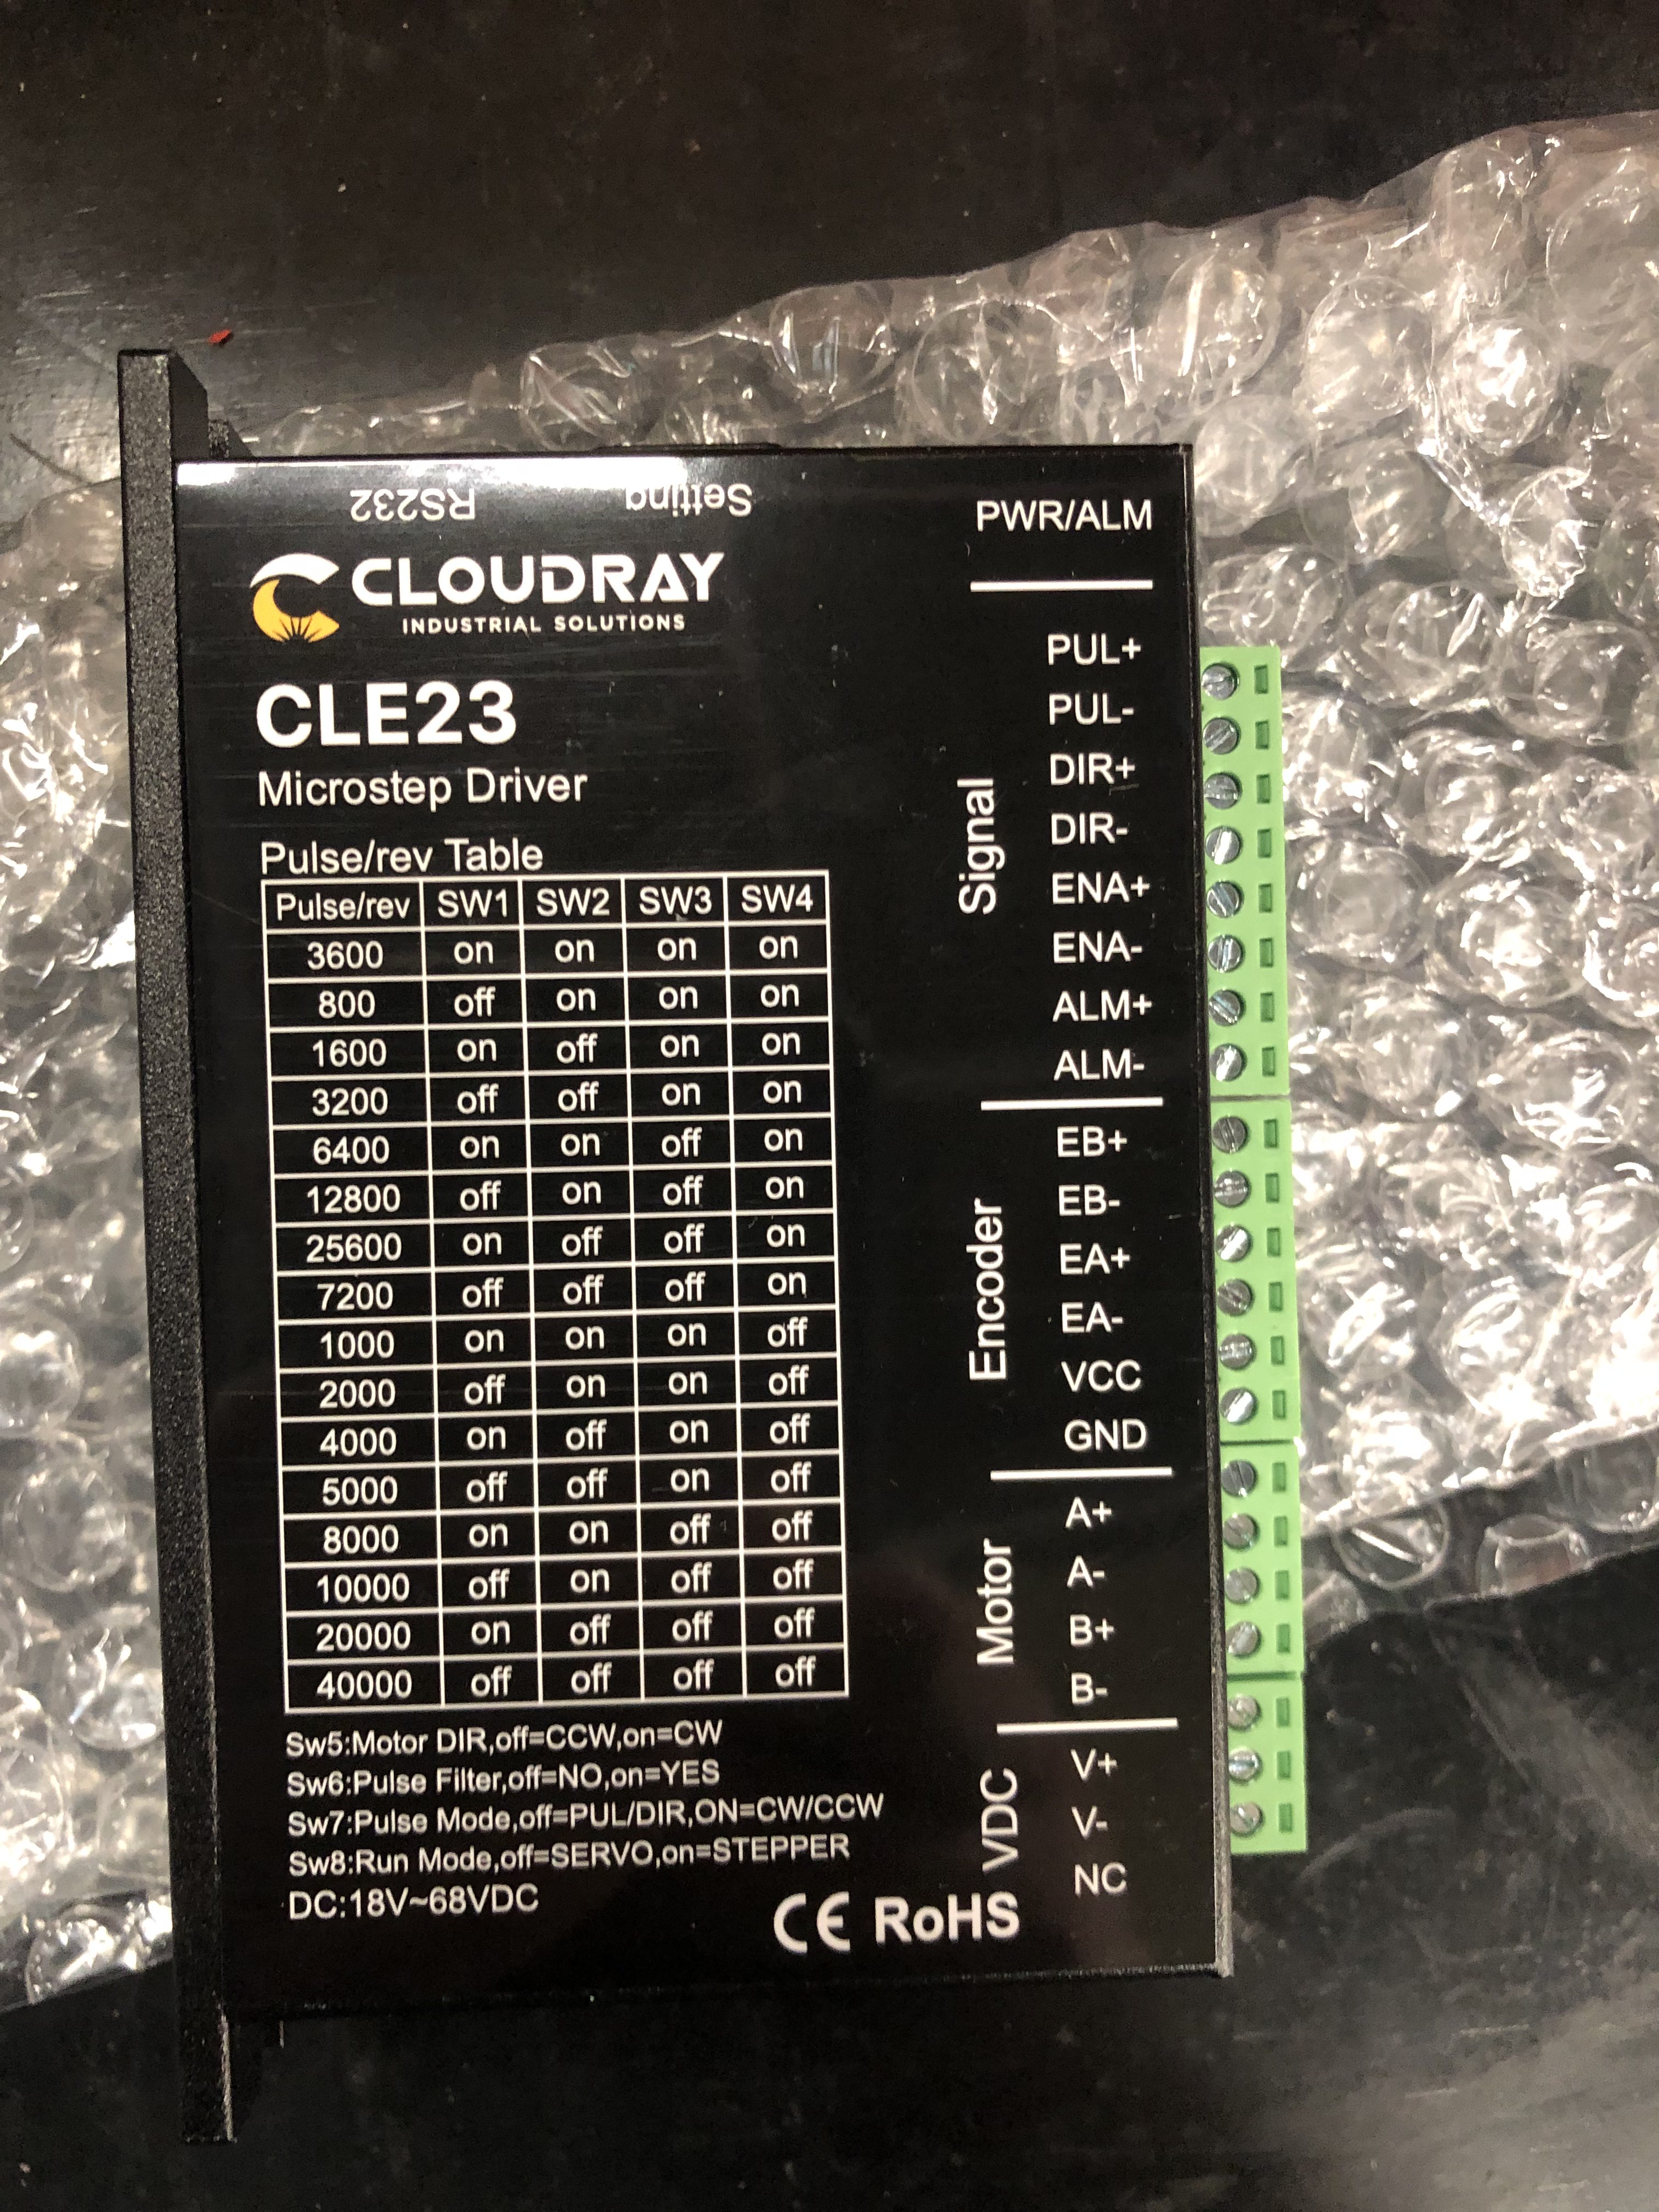 RS232
Setting
CLOUDRAY
INDUSTRIAL SOLUTIONS
CLE23
Microstep Driver
Pulse/rev Table
Pulse/rev SW1 SW2 SW3 SW4
3600 on on on on
800 off on on on
1600 on off on on
3200 off off on on
6400 on on off on
12800 off on off on
25600 on off off on
7200 off off off on
1000 on on on off
2000 off on on off
4000 on off on off
5000 off off on off
8000 on on off off
10000 off on off off
20000 on off off off
40000 off off off off
Sw5:Motor DIR,off=CCW,on=CW
Sw6:Pulse Filter,off=NO,on=YES
Sw7:Pulse Mode,off=PUL/DIR,ON=CW/CCW
Sw8:Run Mode,off=SERVO,on=STEPPER
DC:18V~68VDC
CE RoHS
PWR/ALM
Signal
PUL+
PUL-
DIR+
DIR-
ENA+
ENA-
ALM+
ALM-
Encoder
EB+
EB-
EA+
EA-
VCC
GND
Motor
A+
A-
B+
B-
VDC
V+
V-
NC